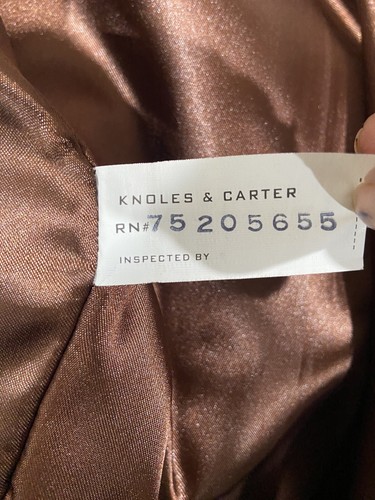 KNOLES & CARTER
RN#75205655
INSPECTED BY